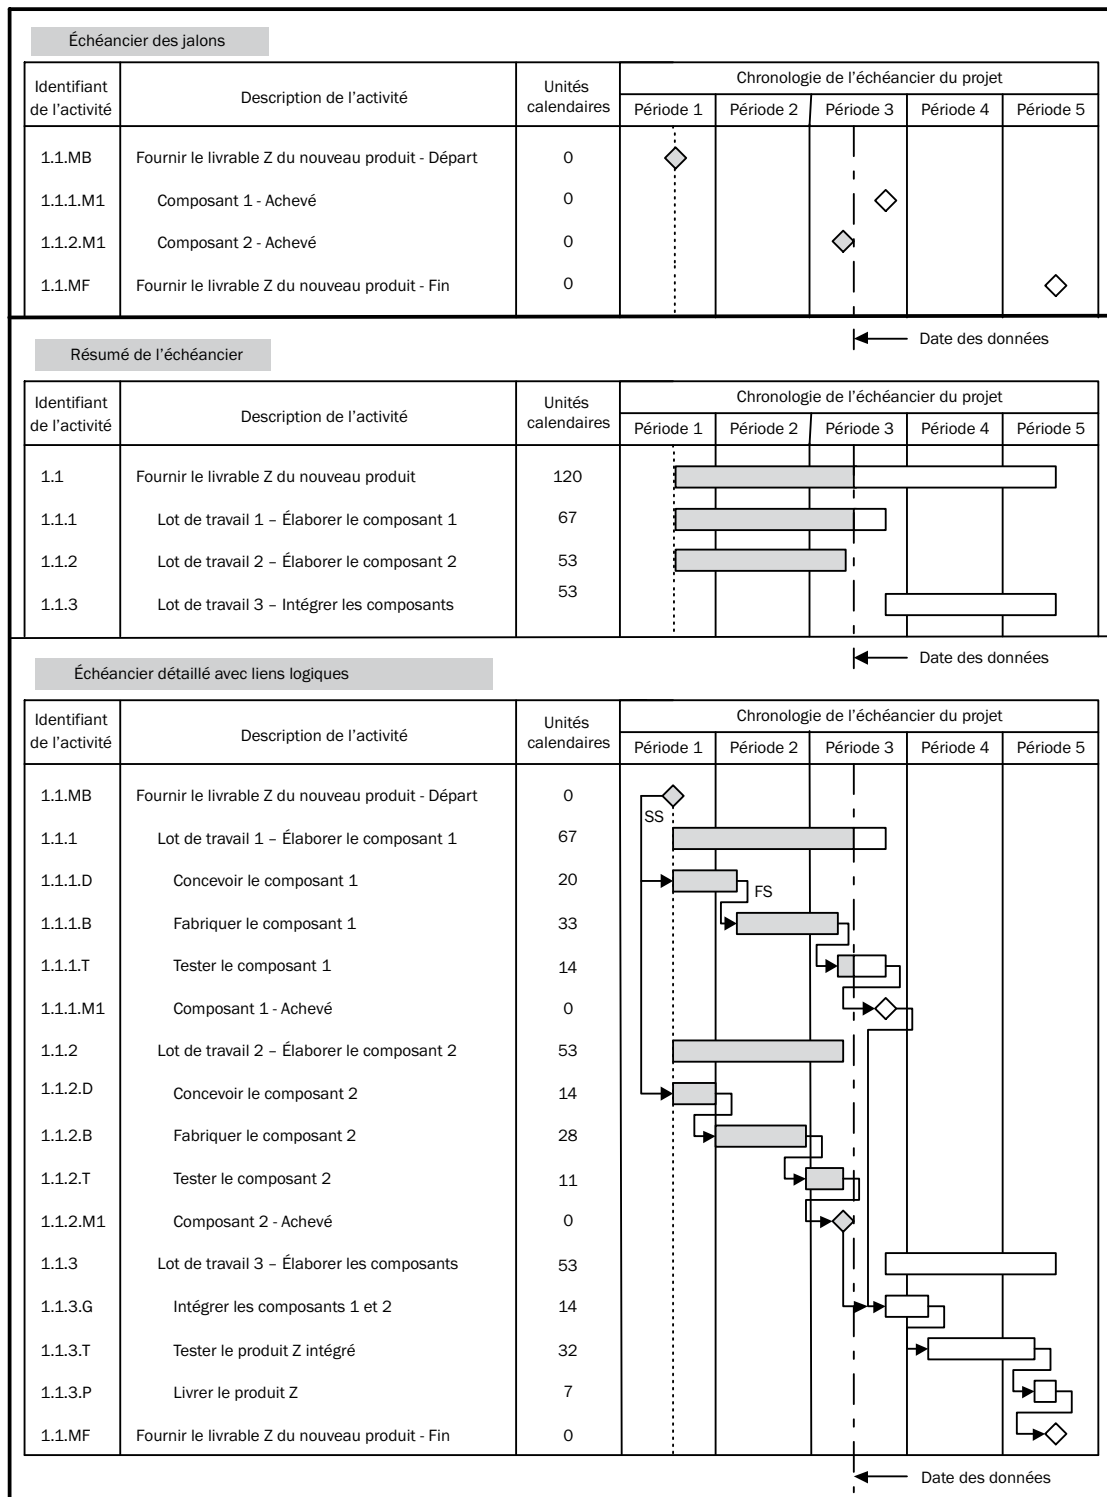 Échéancier des jalons
Identifiant de l'activité Description de l'activité Unités calendaires Chronologie de l'échéancier du projet
Période 1 Période 2 Période 3 Période 4 Période 5
1.1.MB Fournir le livrable Z du nouveau produit - Départ 0
1.1.1.M1 Composant 1 - Achevé 0
1.1.2.M1 Composant 2 - Achevé 0
1.1.MF Fournir le livrable Z du nouveau produit - Fin 0
Date des données
Résumé de l'échéancier
Identifiant de l'activité Description de l'activité Unités calendaires Chronologie de l'échéancier du projet
Période 1 Période 2 Période 3 Période 4 Période 5
1.1 Fournir le livrable Z du nouveau produit 120
1.1.1 Lot de travail 1 – Élaborer le composant 1 67
1.1.2 Lot de travail 2 – Élaborer le composant 2 53
1.1.3 Lot de travail 3 – Intégrer les composants 53
Date des données
Échéancier détaillé avec liens logiques
Identifiant de l'activité Description de l'activité Unités calendaires Chronologie de l'échéancier du projet
Période 1 Période 2 Période 3 Période 4 Période 5
1.1.MB Fournir le livrable Z du nouveau produit - Départ 0
SS
1.1.1 Lot de travail 1 – Élaborer le composant 1 67
1.1.1.D Concevoir le composant 1 20
FS
1.1.1.B Fabriquer le composant 1 33
1.1.1.T Tester le composant 1 14
1.1.1.M1 Composant 1 - Achevé 0
1.1.2 Lot de travail 2 – Élaborer le composant 2 53
1.1.2.D Concevoir le composant 2 14
1.1.2.B Fabriquer le composant 2 28
1.1.2.T Tester le composant 2 11
1.1.2.M1 Composant 2 - Achevé 0
1.1.3 Lot de travail 3 – Élaborer les composants 53
1.1.3.G Intégrer les composants 1 et 2 14
1.1.3.T Tester le produit Z intégré 32
1.1.3.P Livrer le produit Z 7
1.1.MF Fournir le livrable Z du nouveau produit - Fin 0
Date des données